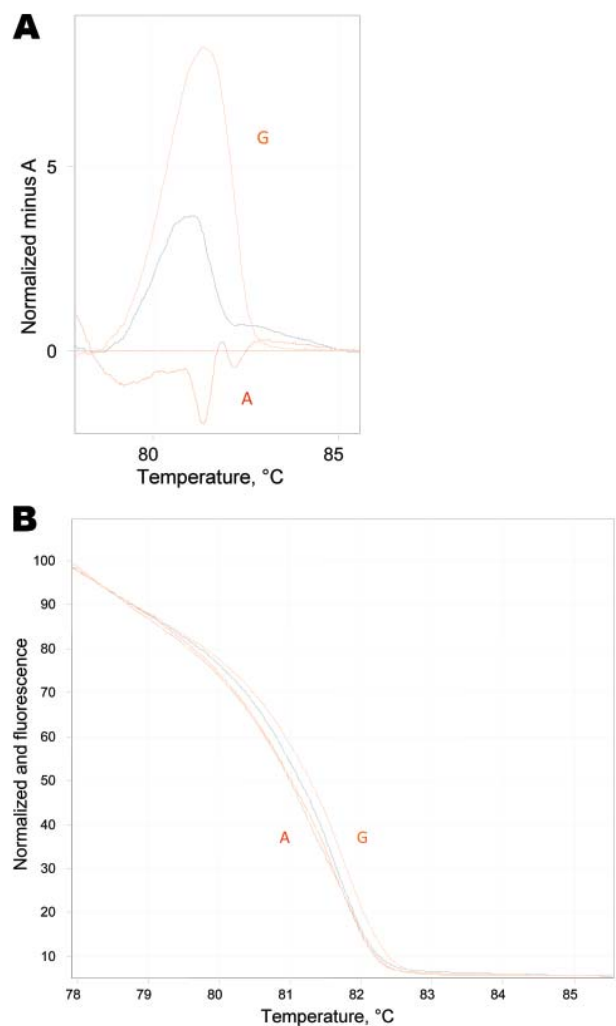 A
Normalized minus A
5
0
G
A
80 85
Temperature, °C
B
Normalized and fluorescence
100
90
80
70
60
50
40
30
20
10
A G
78 79 80 81 82 83 84 85
Temperature, °C